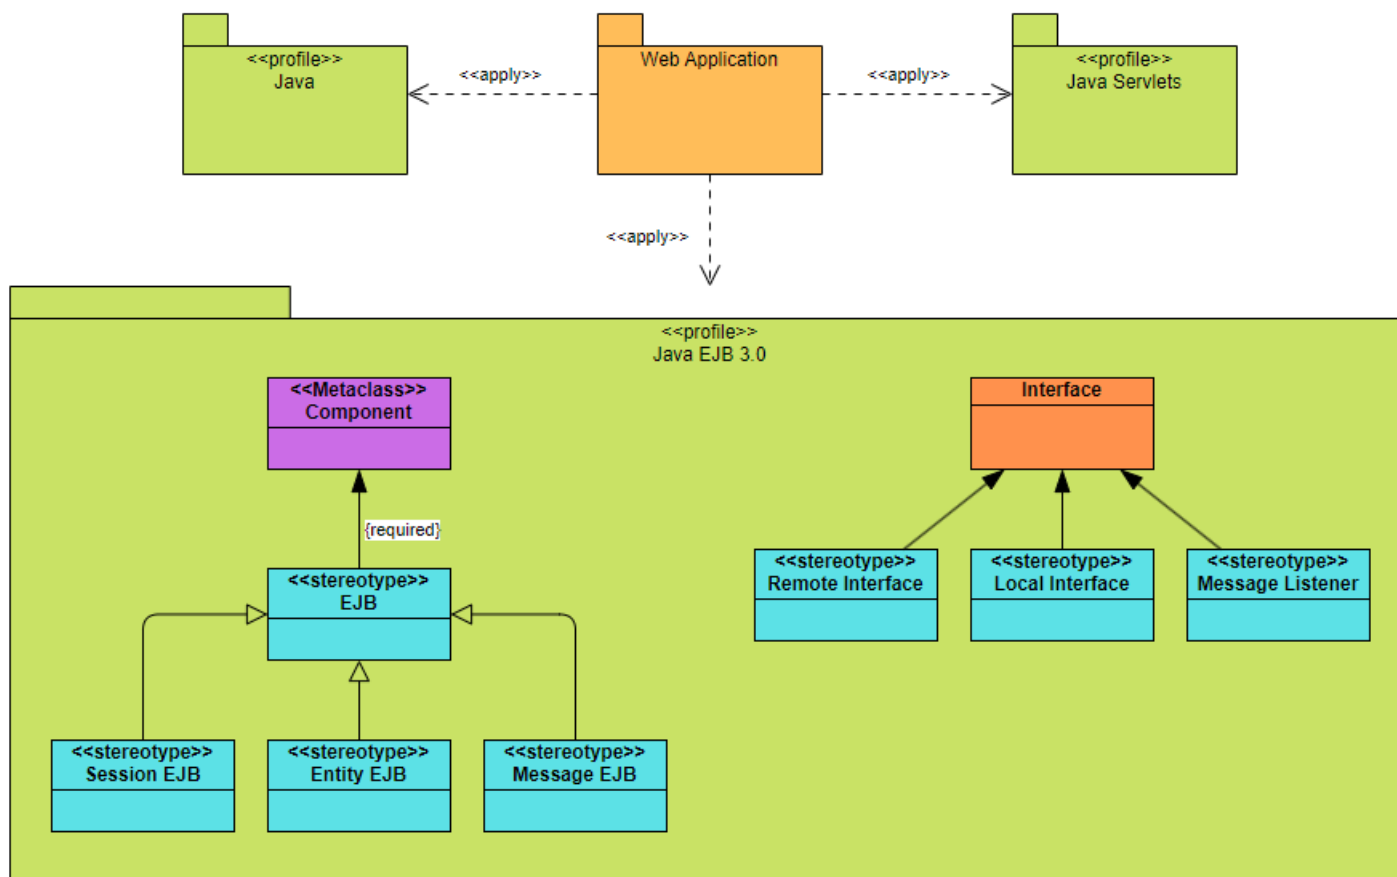 <<profile>>
Java
<<apply>>
Web Application
<<apply>>
<<profile>>
Java Servlets
<<apply>>
<<profile>>
Java EJB 3.0
<<Metaclass>>
Component
Interface
{required}
<<stereotype>>
EJB
<<stereotype>>
Remote Interface
<<stereotype>>
Local Interface
<<stereotype>>
Message Listener
<<stereotype>>
Session EJB
<<stereotype>>
Entity EJB
<<stereotype>>
Message EJB